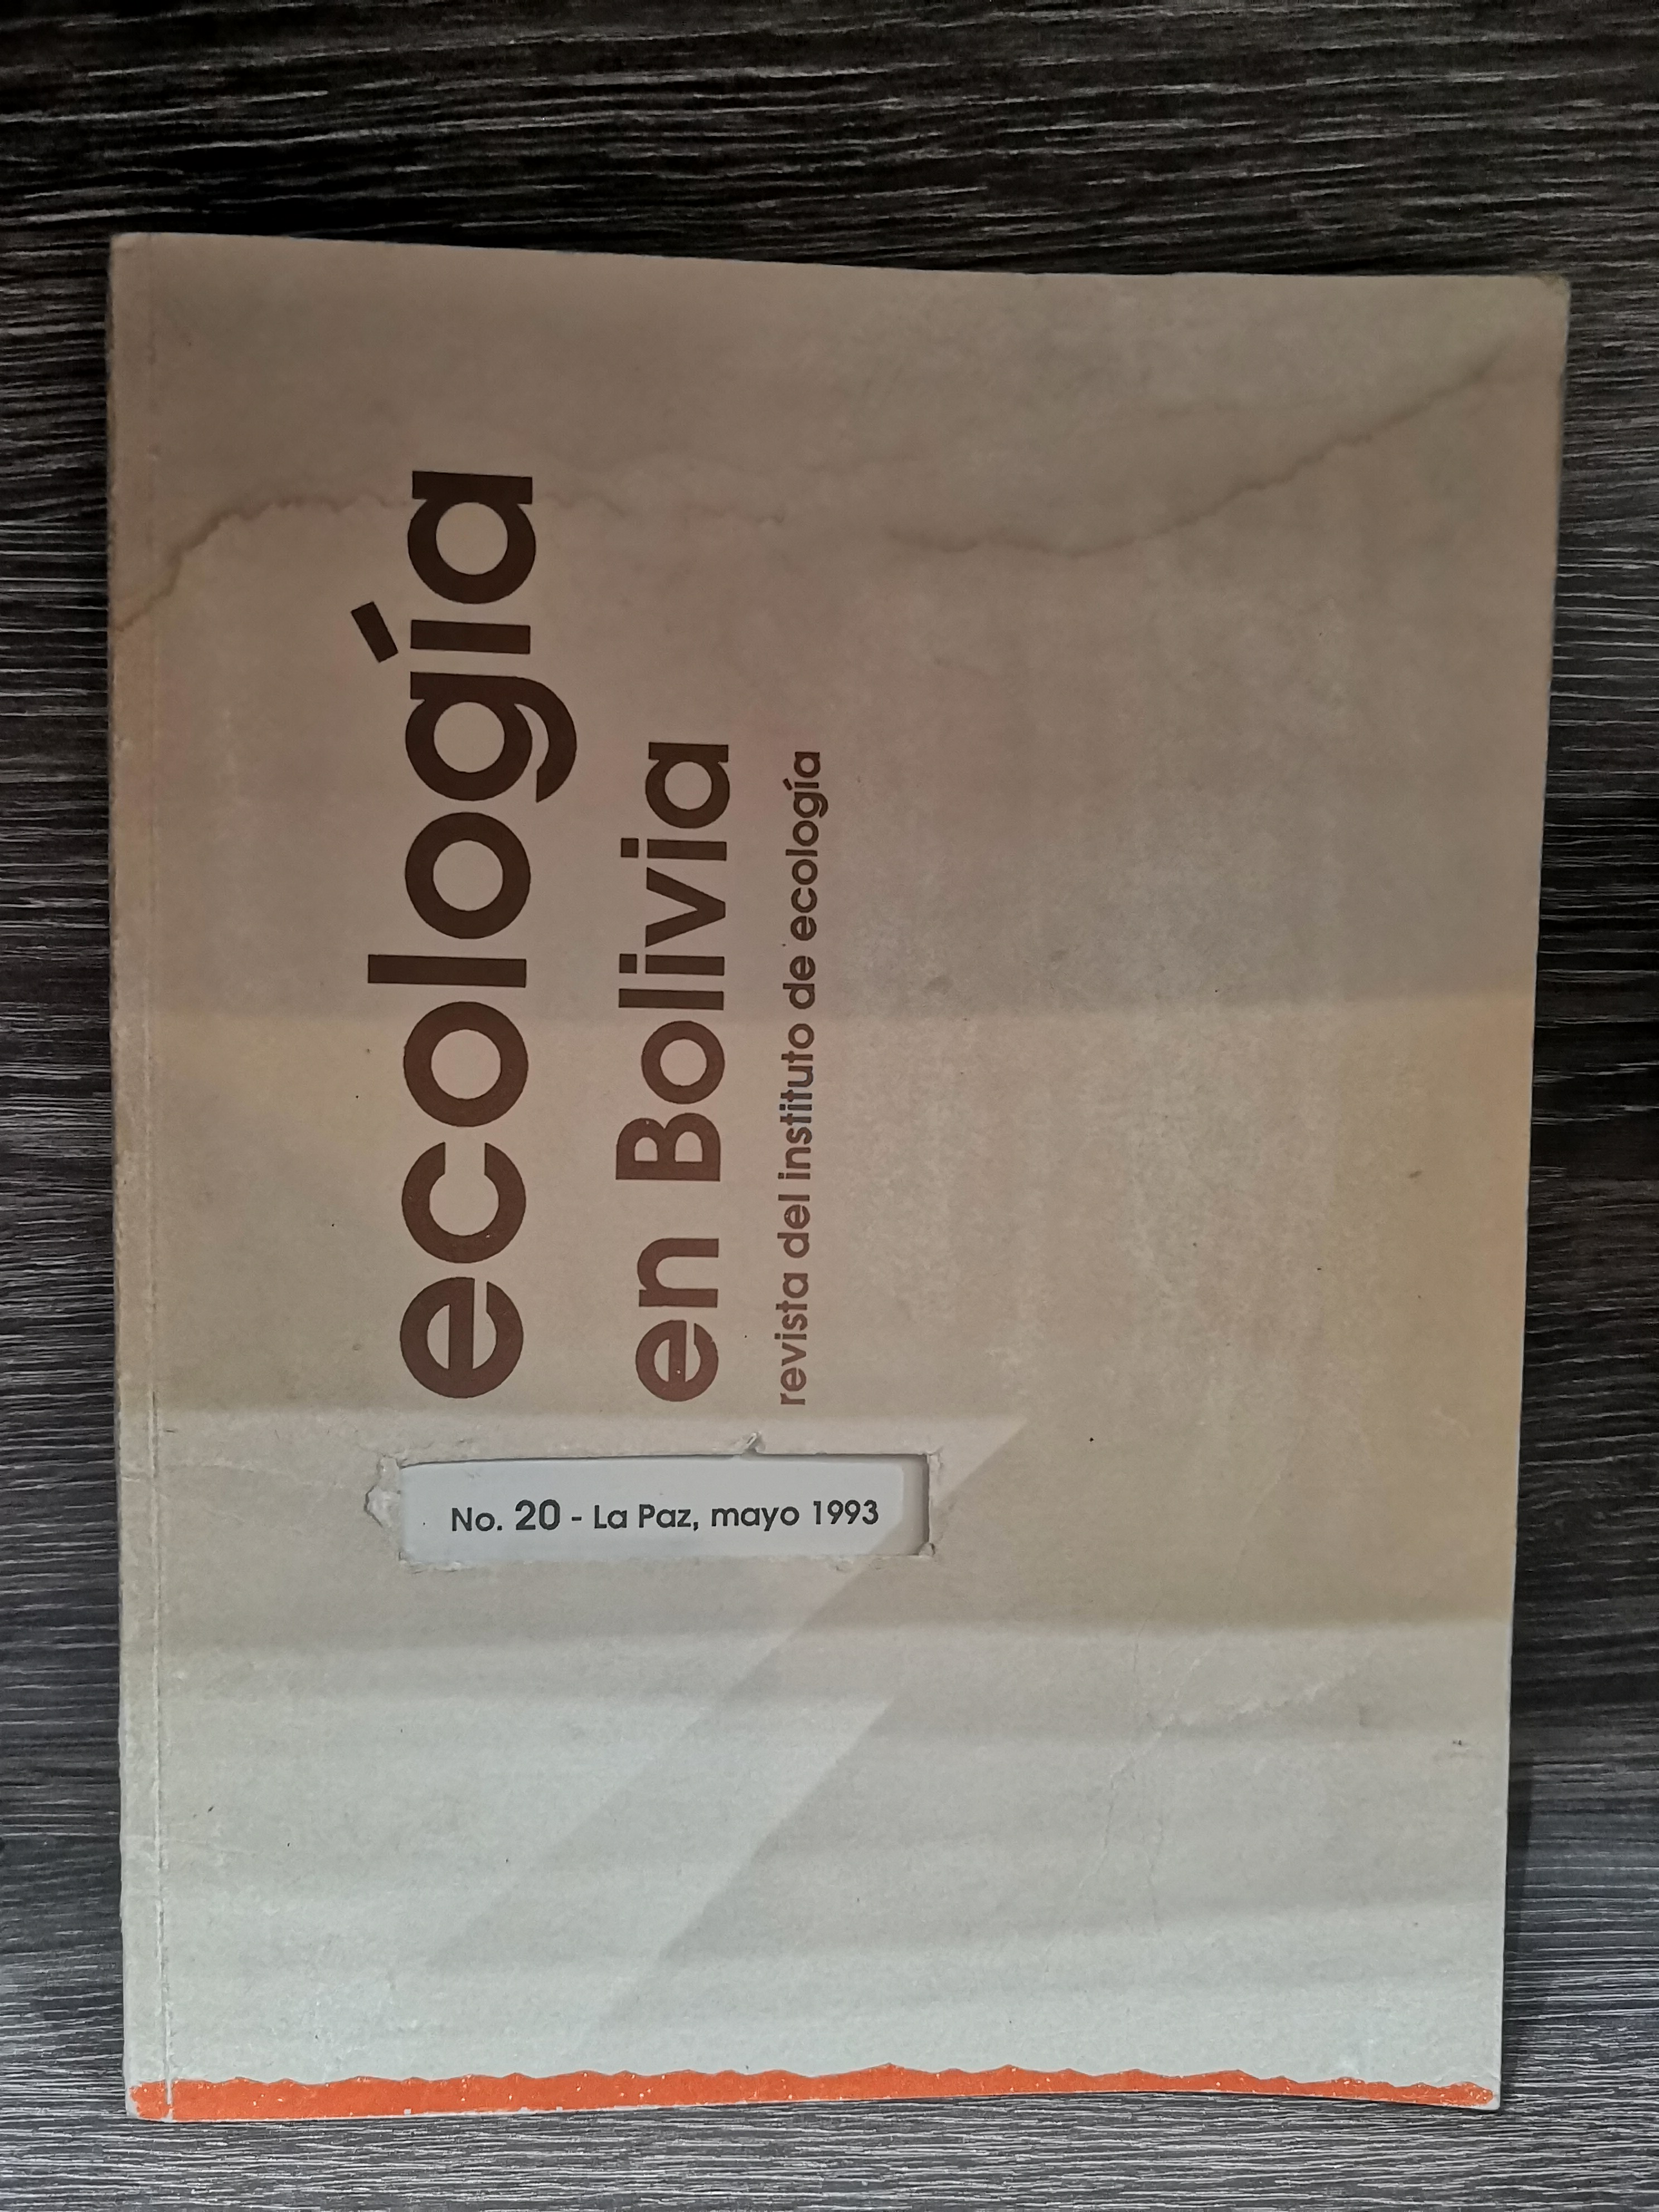 ecología
en Bolivia
revista del instituto de ecología
No. 20 - La Paz, mayo 1993